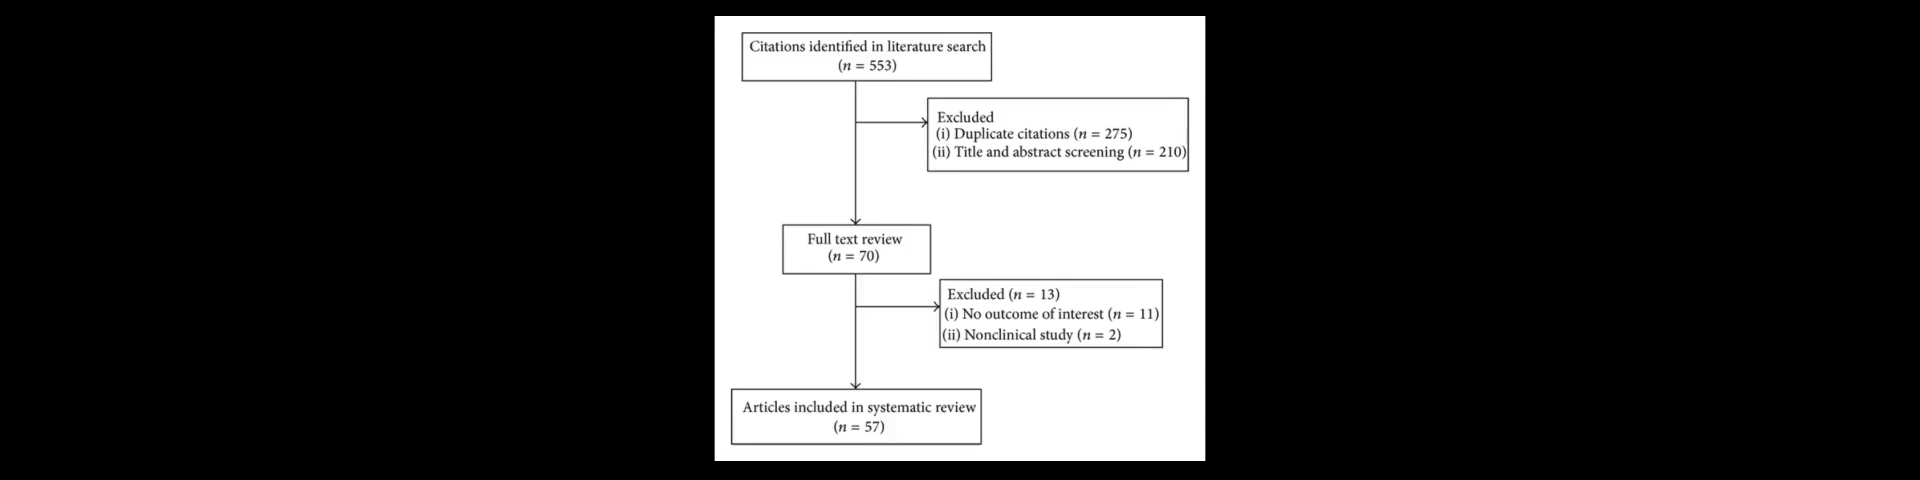 Citations identified in literature search
(n = 553)
Excluded
(i) Duplicate citations (n = 275)
(ii) Title and abstract screening (n = 210)
Full text review
(n = 70)
Excluded (n = 13)
(i) No outcome of interest (n = 11)
(ii) Nonclinical study (n = 2)
Articles included in systematic review
(n = 57)